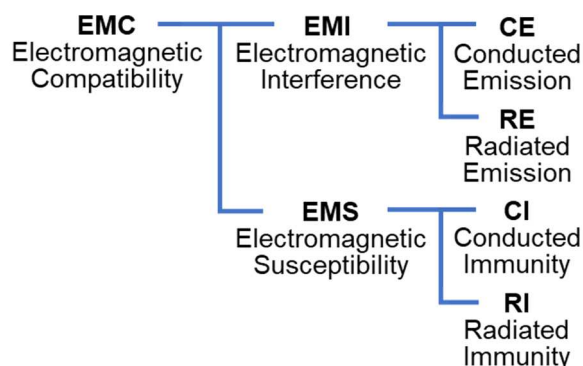 EMC
Electromagnetic
Compatibility
EMI
Electromagnetic
Interference
CE
Conducted
Emission
RE
Radiated
Emission
EMS
Electromagnetic
Susceptibility
CI
Conducted
Immunity
RI
Radiated
Immunity